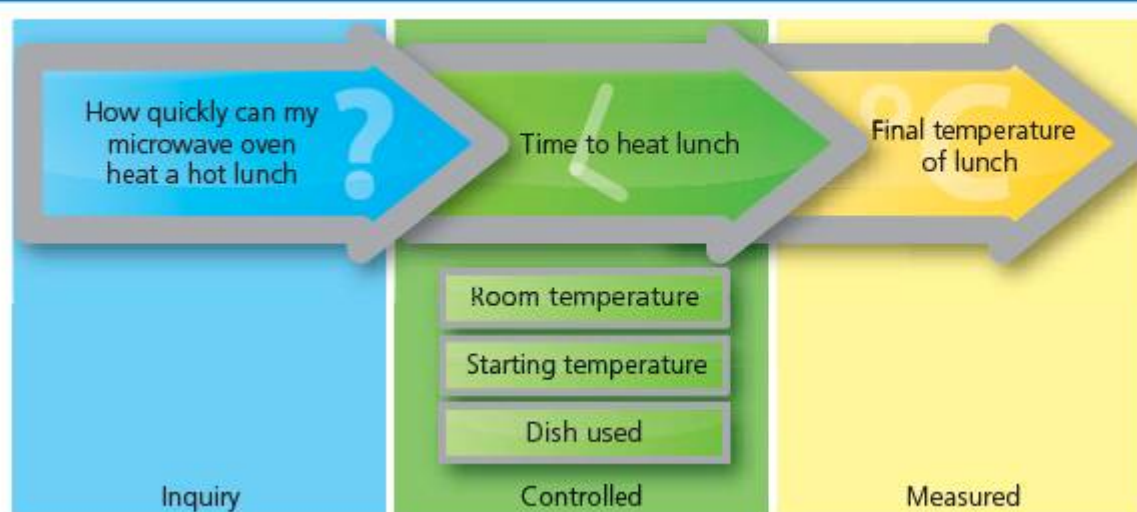 How quickly can my
microwave oven
heat a hot lunch
?
Time to heat lunch
°C
Final temperature
of lunch
Room temperature
Starting temperature
Dish used
Inquiry
Controlled
Measured